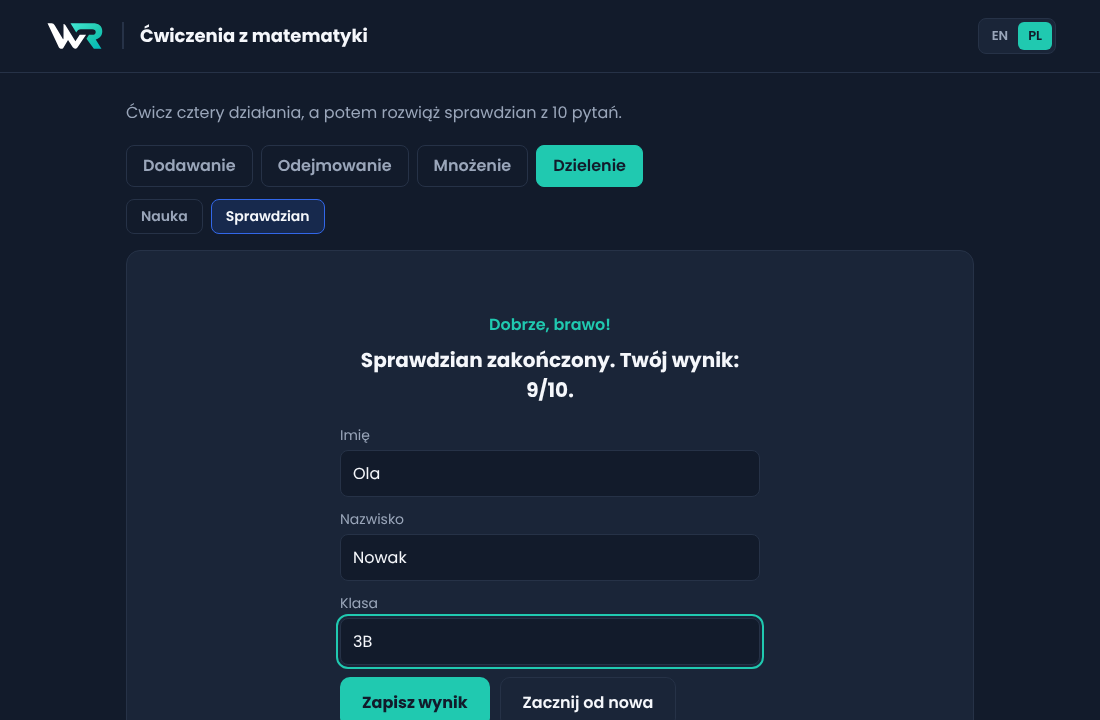 WR
Ćwiczenia z matematyki
EN PL
Ćwicz cztery działania, a potem rozwiąż sprawdzian z 10 pytań.
Dodawanie Odejmowanie Mnożenie Dzielenie
Nauka Sprawdzian
Dobrze, brawo!
Sprawdzian zakończony. Twój wynik:
9/10.
Imię
Ola
Nazwisko
Nowak
Klasa
3B
Zapisz wynik Zacznij od nowa